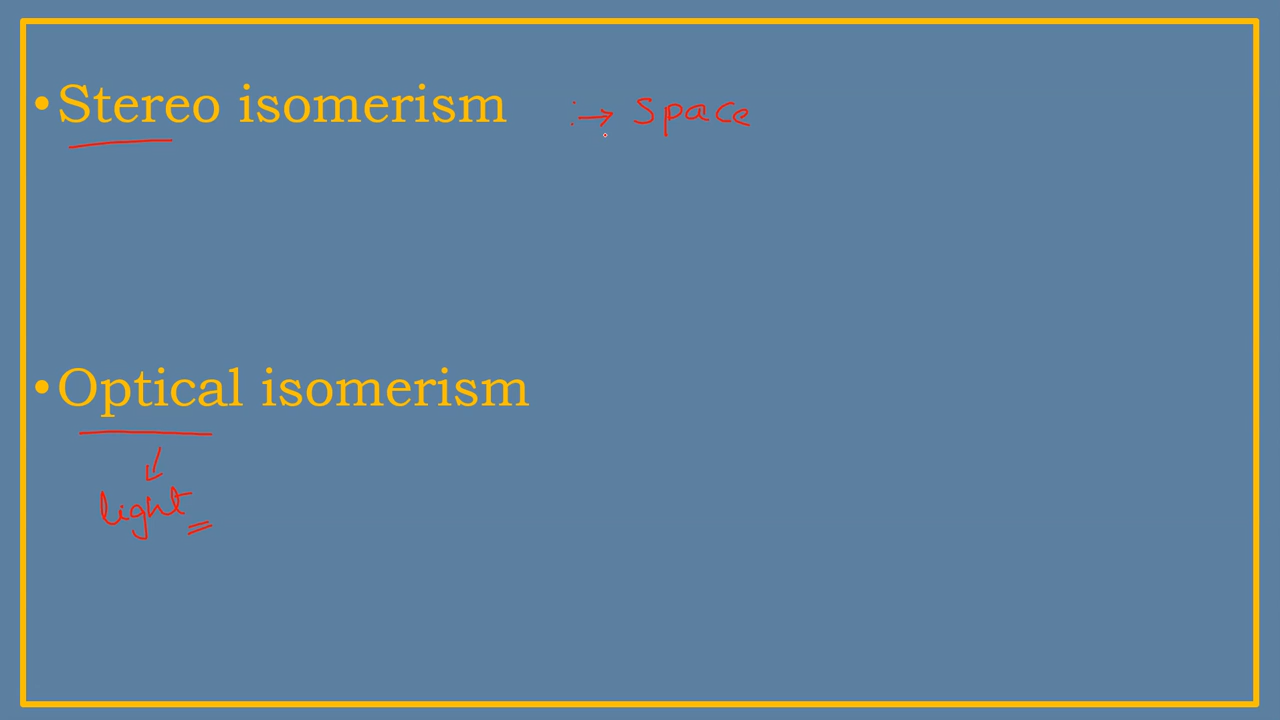 • Stereo isomerism :→ Space
• Optical isomerism
light